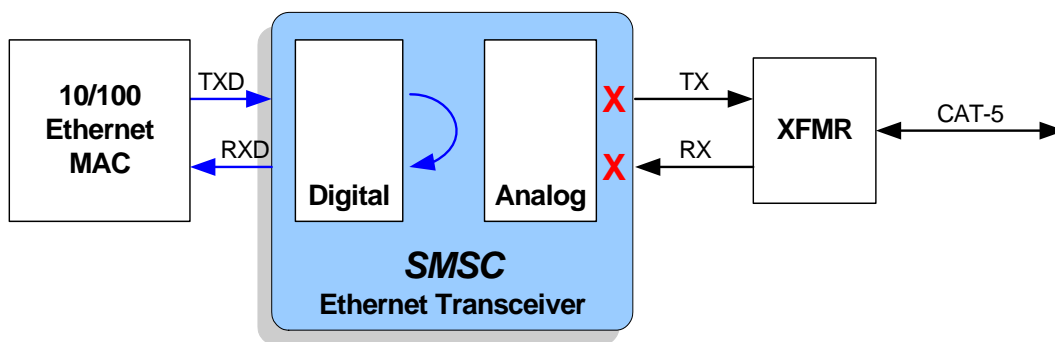 10/100
Ethernet
MAC
TXD
RXD
Digital
Analog
X
X
SMSC
Ethernet Transceiver
TX
RX
XFMR
CAT-5